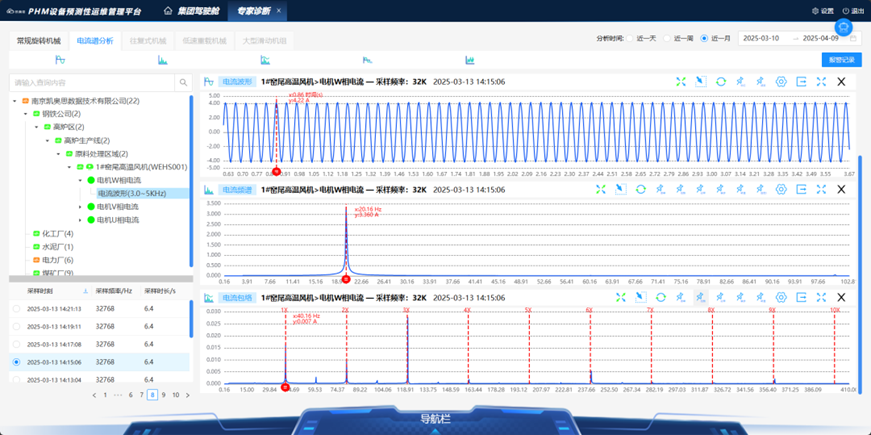 PHM设备预测性运维管理平台 集团驾驶舱 专家诊断 × 设置 退出
常规旋转机械 电流谱分析 往复式机械 低速重载机械 大型滑动机组 分析时间: 近一天 近一周 近一月 2025-03-10 → 2025-04-09
报警记录
请输入查询内容
南京凯奥思数据技术有限公司(22)
钢铁公司(2)
高炉区(2)
高炉生产线(2)
原料处理区域(2)
1#窑尾高温风机(WEHS001)
电机W相电流
电流波形(3.0~5KHz)
电机V相电流
电机U相电流
化工厂(4)
水泥厂(1)
电力厂(6)
煤矿厂(9)
采样时刻 采样频率/Hz 采样时长/s
2025-03-13 14:21:13 32768 6.4
2025-03-13 14:19:11 32768 6.4
2025-03-13 14:17:08 32768 6.4
2025-03-13 14:15:06 32768 6.4
2025-03-13 14:13:04 32768 6.4
< 1 ··· 6 7 8 9 10 >
电流波形 1#窑尾高温风机>电机W相电流 — 采样频率: 32K 2025-03-13 14:15:06
x:0.86 时间(s)
y:4.22 A
5.00
4.00
2.00
0.00
-2.00
-4.00
-5.00
0.63 0.70 0.77 0.84 0.91 0.98 1.05 1.12 1.18 1.25 1.32 1.39 1.46 1.53 1.60 1.67 1.74 1.81 1.88 1.95 2.02 2.09 2.16 2.23 2.30 2.37 2.44 2.51 2.58 2.65 2.72 2.79 2.86 2.93 3.00 3.07 3.14 3.21 3.28 3.35 3.42 3.49 3.55 3.67
电流频谱 1#窑尾高温风机>电机W相电流 — 采样频率: 32K 2025-03-13 14:15:06
x:20.16 Hz
y:3.360 A
3.500
3.000
2.500
2.000
1.500
1.000
0.500
0.000
0.16 3.91 7.66 11.41 15.16 18.91 22.66 26.41 30.16 33.91 37.66 41.41 45.16 48.91 52.66 56.41 60.16 63.91 67.66 71.41 75.16 78.91 82.66 86.41 90.16 93.91 97.66 102.8
电流包络 1#窑尾高温风机>电机W相电流 — 采样频率: 32K 2025-03-13 14:15:06
1X 2X 3X 4X 5X 6X 7X 8X 9X 10X
x:40.16 Hz
y:0.007 A
0.030
0.025
0.020
0.015
0.010
0.005
0.000
0.16 15.00 29.84 44.69 59.53 74.37 89.22 104.06 118.91 133.75 148.59 163.44 178.28 193.12 207.97 222.81 237.66 252.50 267.34 282.19 297.03 311.87 326.72 341.56 356.40 371.25 386.09 410.00
导航栏